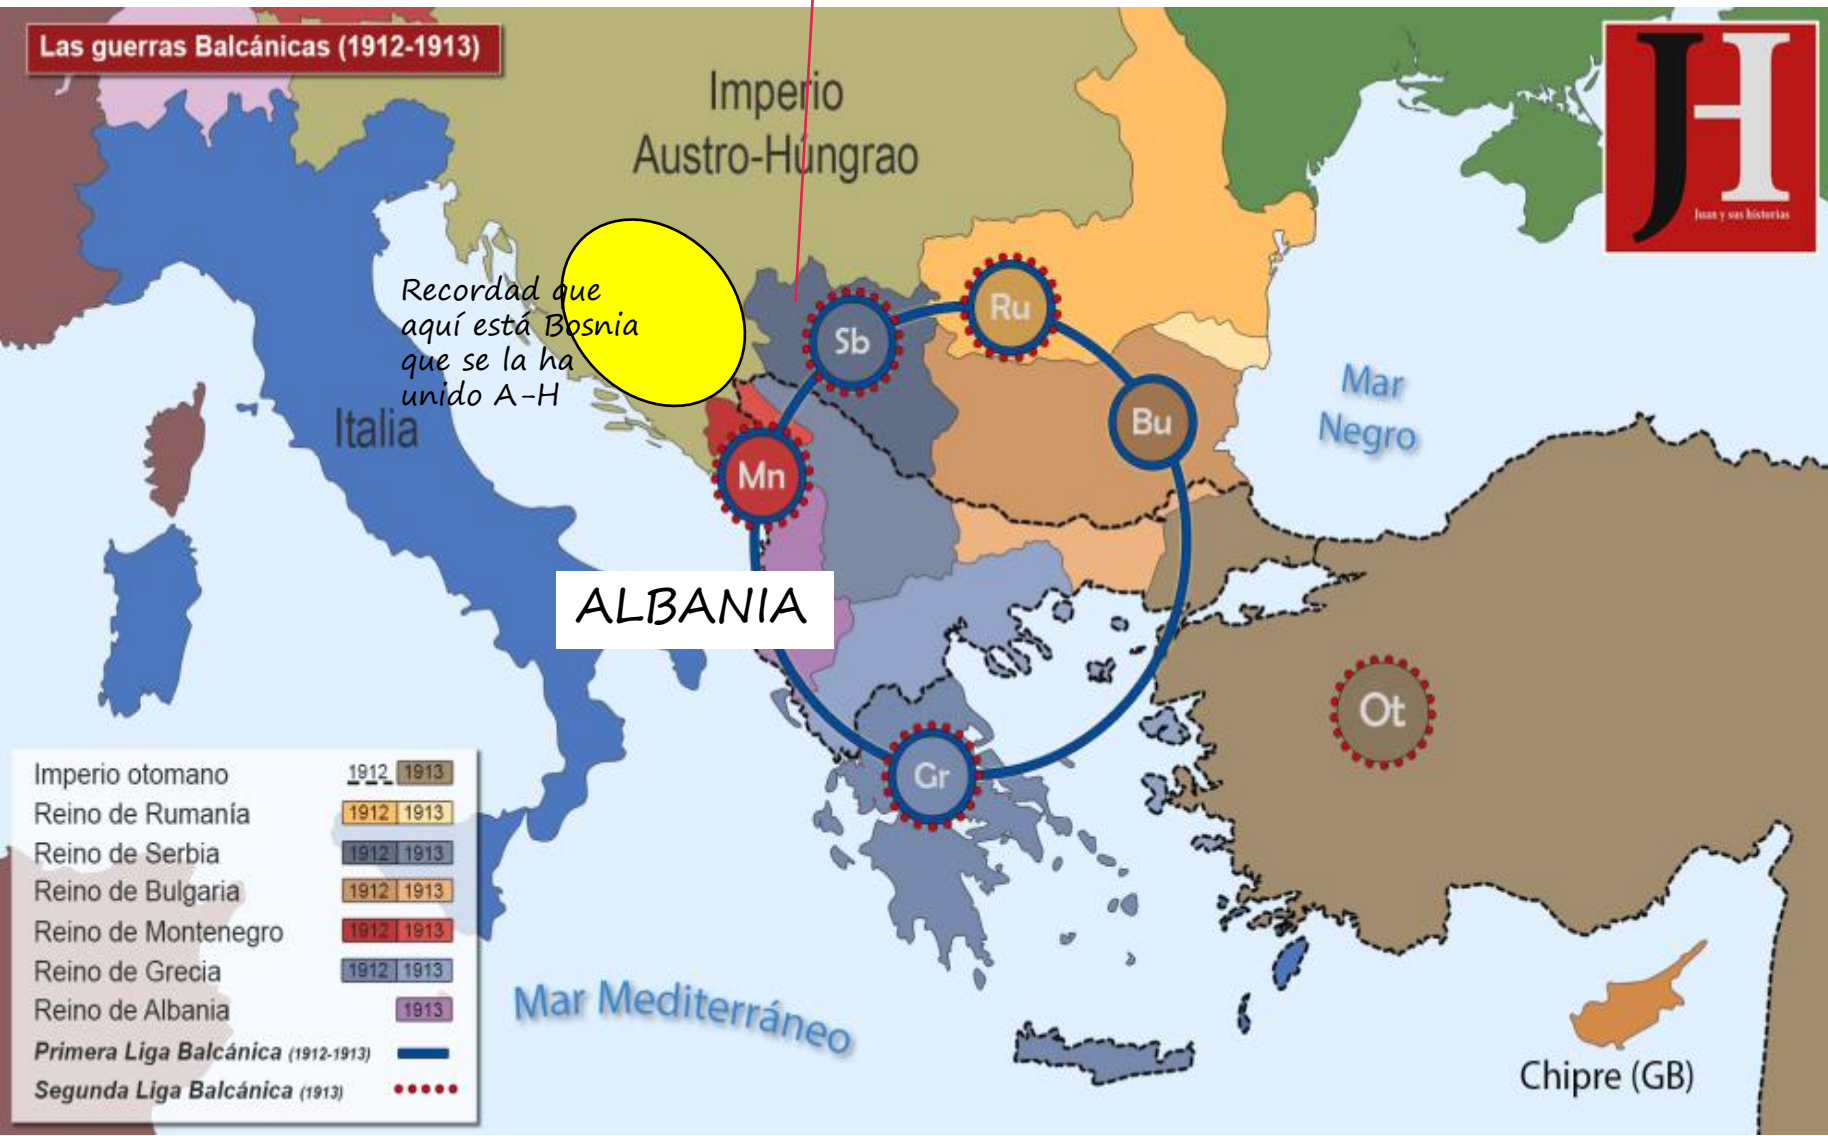 Las guerras Balcánicas (1912-1913)
JH
Juan y sus historias
Imperio
Austro-Húngrao
Recordad que
aquí está Bosnia
que se la ha
unido A-H
Italia
Sb
Ru
Bu
Mn
Mar
Negro
ALBANIA
Ot
Gr
Imperio otomano 1912 1913
Reino de Rumanía 1912 1913
Reino de Serbia 1912 1913
Reino de Bulgaria 1912 1913
Reino de Montenegro 1912 1913
Reino de Grecia 1912 1913
Reino de Albania 1913
Primera Liga Balcánica (1912-1913)
Segunda Liga Balcánica (1913)
Mar Mediterráneo
Chipre (GB)